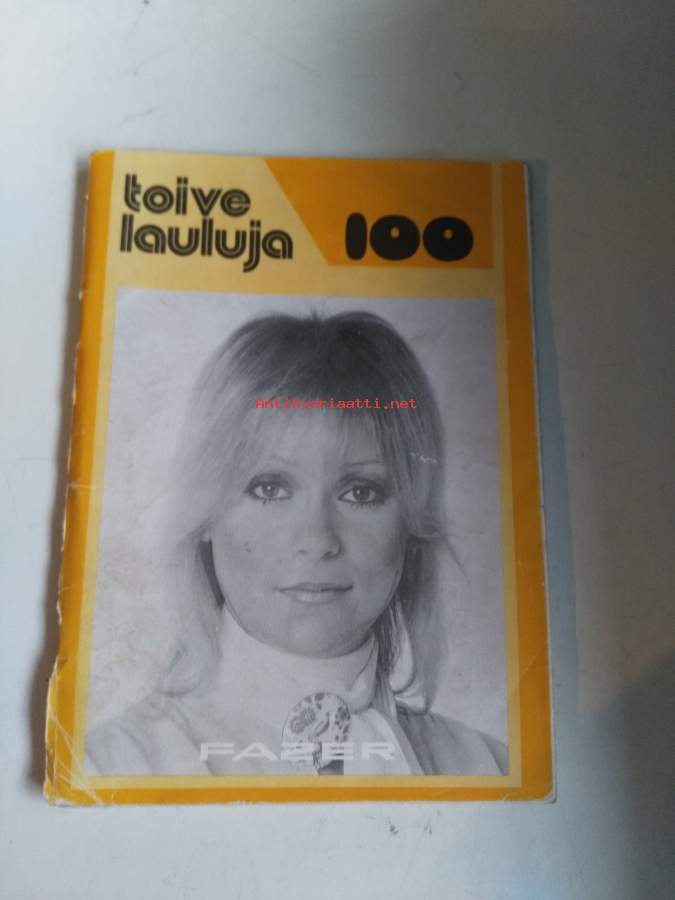 toive
lauluja 100
Antikvariaatti.net
FAZER